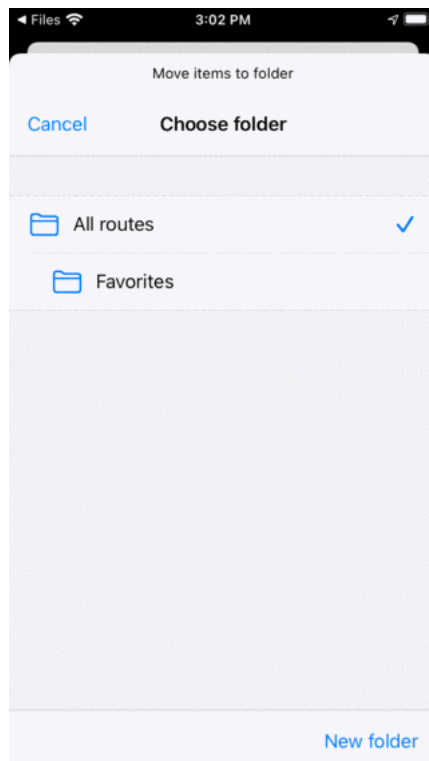 ◀ Files 3:02 PM
Move items to folder
Cancel Choose folder
All routes
Favorites
New folder